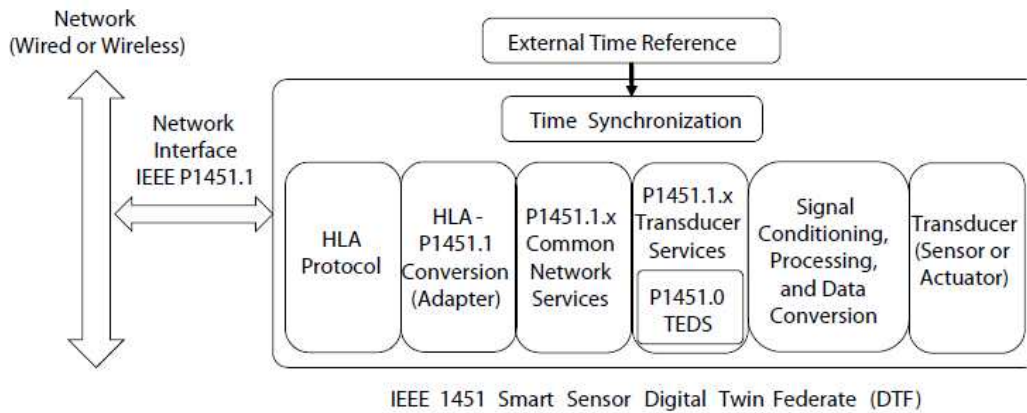 Network
(Wired or Wireless)
External Time Reference
Time Synchronization
Network
Interface
IEEE P1451.1
HLA
Protocol
HLA -
P1451.1
Conversion
(Adapter)
P1451.1.x
Common
Network
Services
P1451.1.x
Transducer
Services
P1451.0
TEDS
Signal
Conditioning,
Processing,
and Data
Conversion
Transducer
(Sensor or
Actuator)
IEEE 1451 Smart Sensor Digital Twin Federate (DTF)